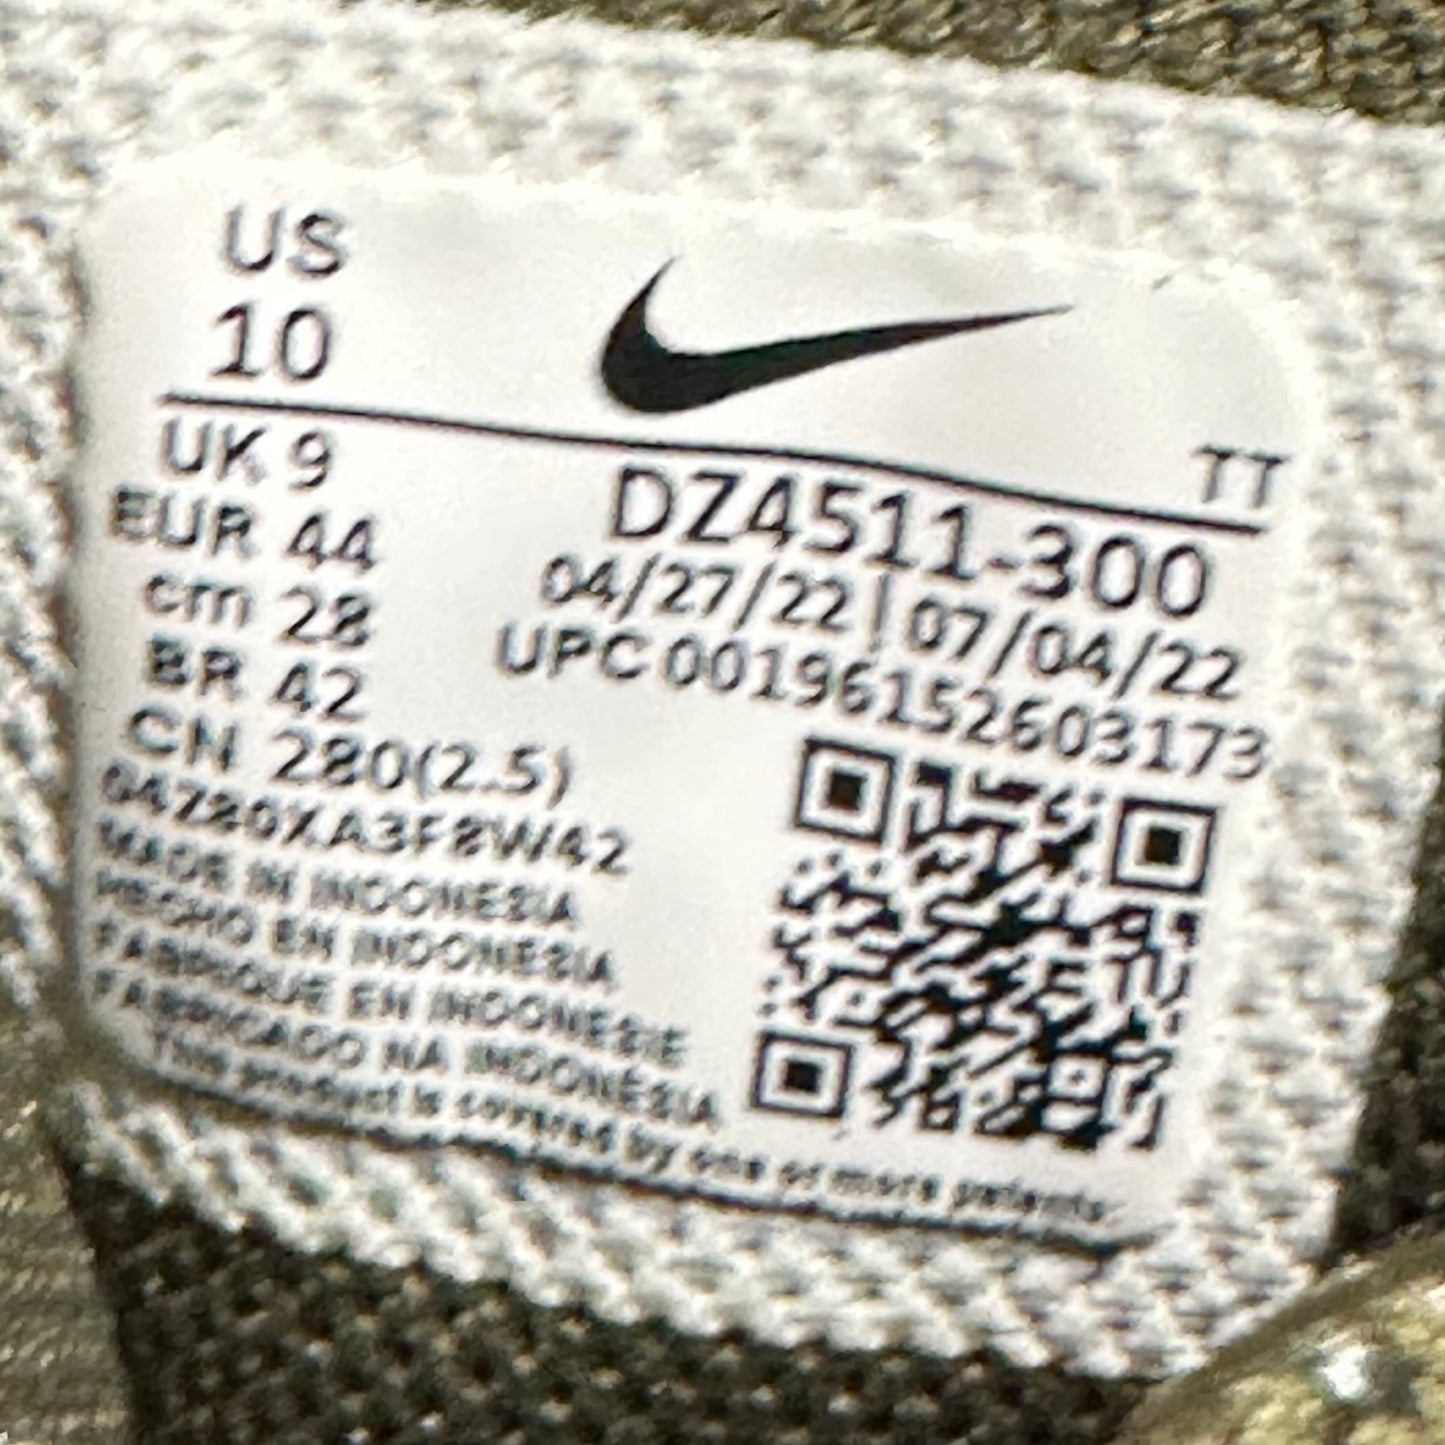 US
10
TT
UK 9
EUR 44
cm 28
BR 42
CN 280(2.5)
DZ4511-300
04/27/22 | 07/04/22
UPC 00196152603173
04Z80XA3F8W42
MADE IN INDONESIA
HECHO EN INDONESIA
FABRIQUE EN INDONESIE
FABRICADO NA INDONÉSIA
This product is covered by one or more patents.